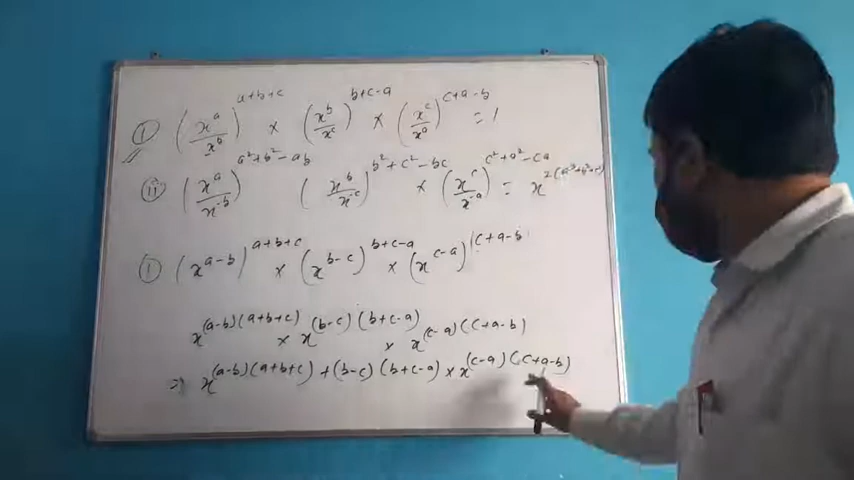 (i) (x^a/x^b)^(a+b+c) × (x^b/x^c)^(b+c-a) × (x^c/x^a)^(c+a-b) = 1
(ii) (x^a/x^-b)^(a²+b²-ab) (x^b/x^-c)^(b²+c²-bc) × (x^c/x^-a)^(c²+a²-ca) = x^2(a³+b³+c³)
(i) (x^a-b)^(a+b+c) × (x^b-c)^(b+c-a) × (x^c-a)^(c+a-b)
x^(a-b)(a+b+c) × x^(b-c)(b+c-a) × x^(c-a)(c+a-b)
⇒ x^(a-b)(a+b+c)+(b-c)(b+c-a) × x^(c-a)(c+a-b)